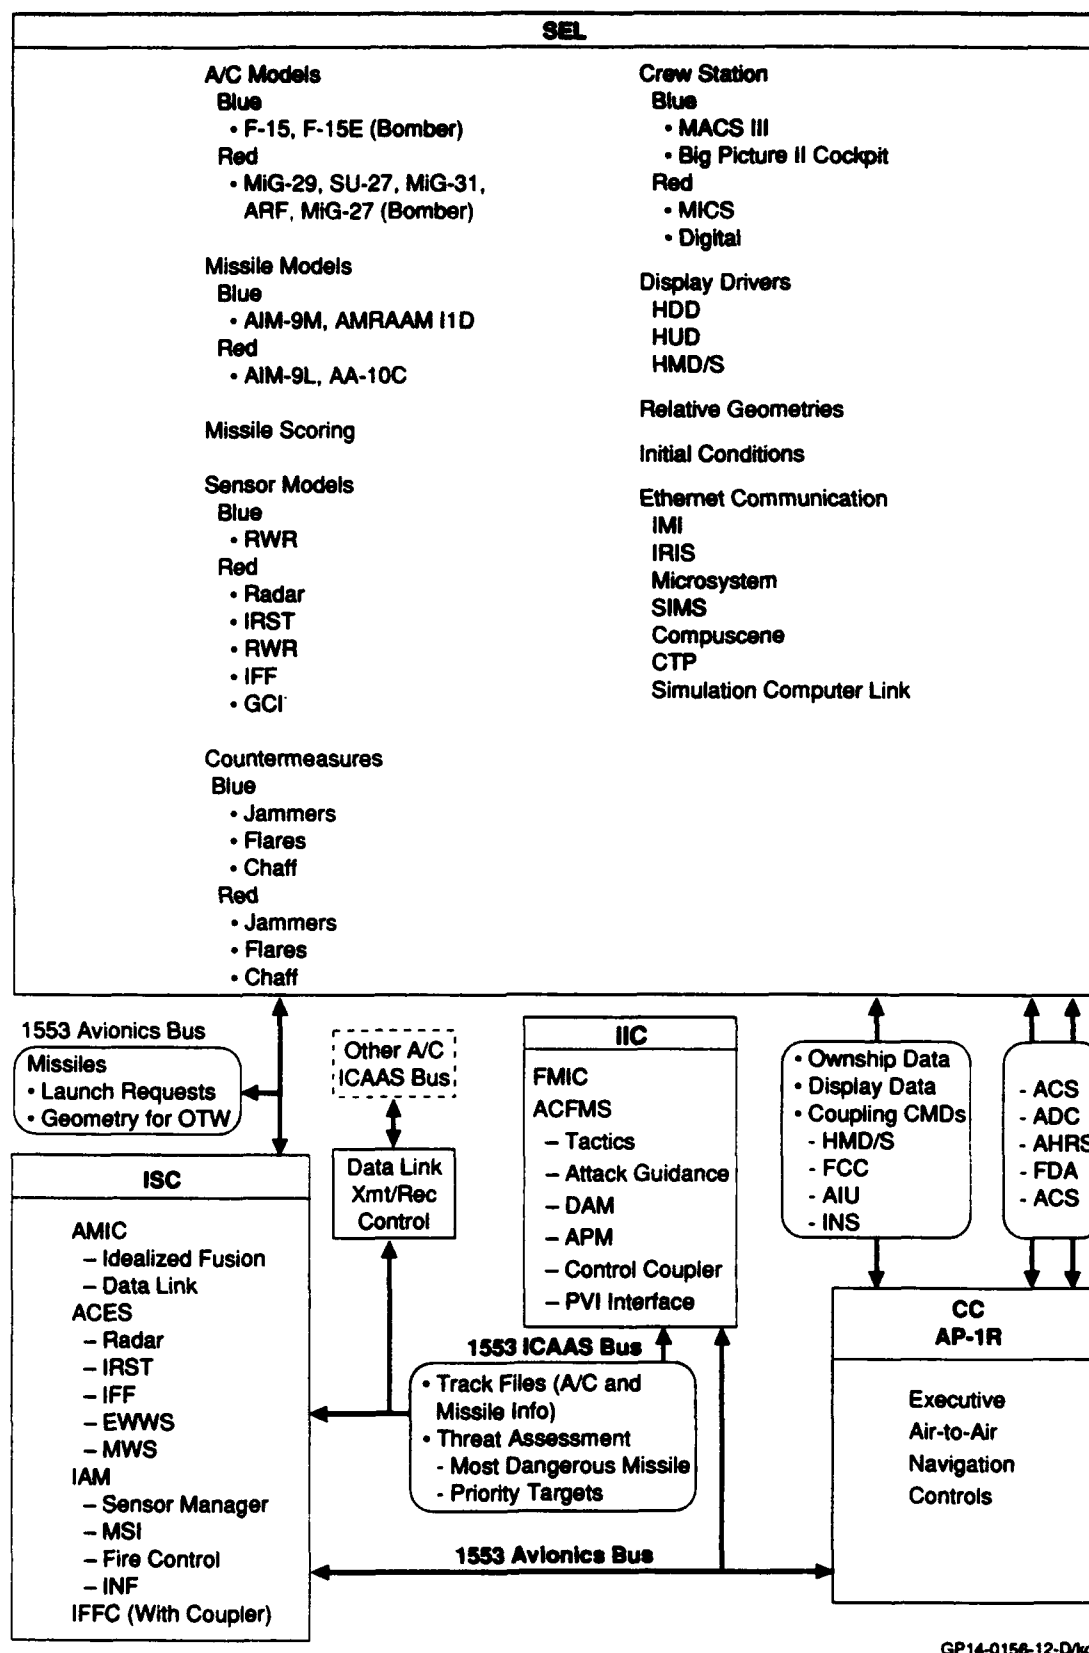 SEL
A/C Models
Blue
• F-15, F-15E (Bomber)
Red
• MiG-29, SU-27, MiG-31,
ARF, MiG-27 (Bomber)
Missile Models
Blue
• AIM-9M, AMRAAM I1D
Red
• AIM-9L, AA-10C
Missile Scoring
Sensor Models
Blue
• RWR
Red
• Radar
• IRST
• RWR
• IFF
• GCI
Countermeasures
Blue
• Jammers
• Flares
• Chaff
Red
• Jammers
• Flares
• Chaff
Crew Station
Blue
• MACS III
• Big Picture II Cockpit
Red
• MICS
• Digital
Display Drivers
HDD
HUD
HMD/S
Relative Geometries
Initial Conditions
Ethernet Communication
IMI
IRIS
Microsystem
SIMS
Compuscene
CTP
Simulation Computer Link
1553 Avionics Bus
Missiles
• Launch Requests
• Geometry for OTW
Other A/C
ICAAS Bus
Data Link
Xmt/Rec
Control
IIC
FMIC
ACFMS
– Tactics
– Attack Guidance
– DAM
– APM
– Control Coupler
– PVI Interface
• Ownship Data
• Display Data
• Coupling CMDs
- HMD/S
- FCC
- AIU
- INS
- ACS
- ADC
- AHRS
- FDA
- ACS
ISC
AMIC
– Idealized Fusion
– Data Link
ACES
– Radar
– IRST
– IFF
– EWWS
– MWS
IAM
– Sensor Manager
– MSI
– Fire Control
– INF
IFFC (With Coupler)
1553 ICAAS Bus
• Track Files (A/C and
Missile Info)
• Threat Assessment
- Most Dangerous Missile
- Priority Targets
1553 Avionics Bus
CC
AP-1R
Executive
Air-to-Air
Navigation
Controls
GP14-0156-12-D/kc